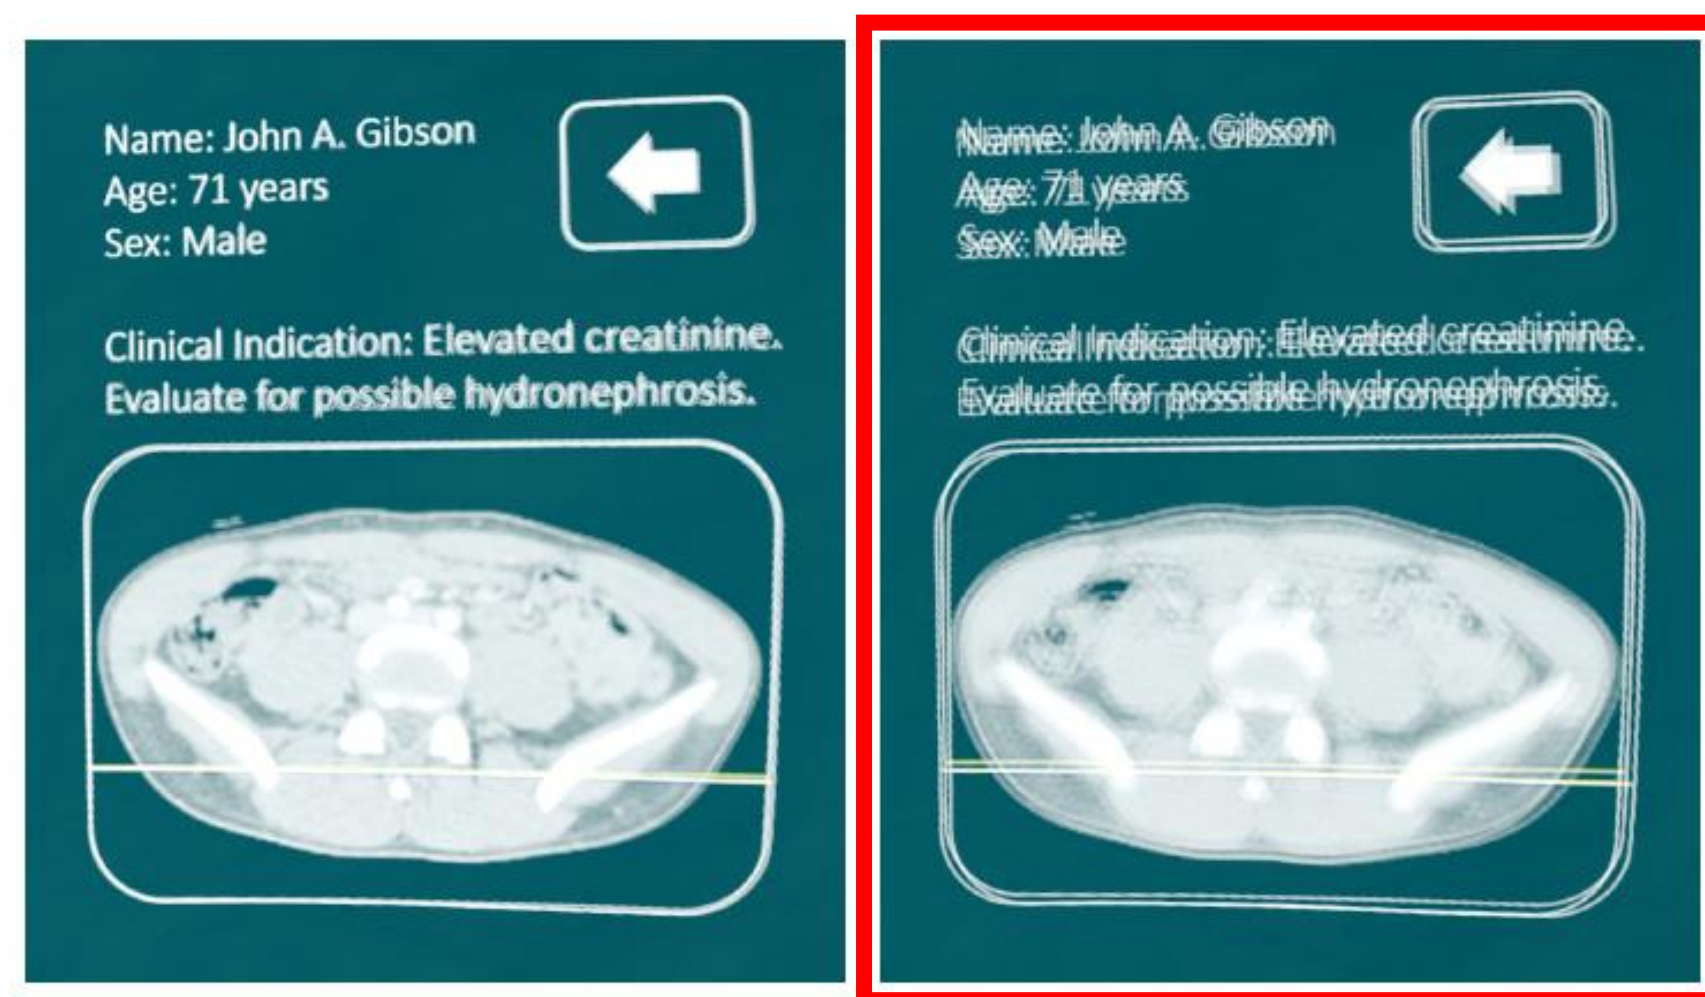 Name: John A. Gibson
Age: 71 years
Sex: Male
Clinical Indication: Elevated creatinine.
Evaluate for possible hydronephrosis.
Name: John A. Gibson
Age: 71 years
Sex: Male
Clinical Indication: Elevated creatinine.
Evaluate for possible hydronephrosis.